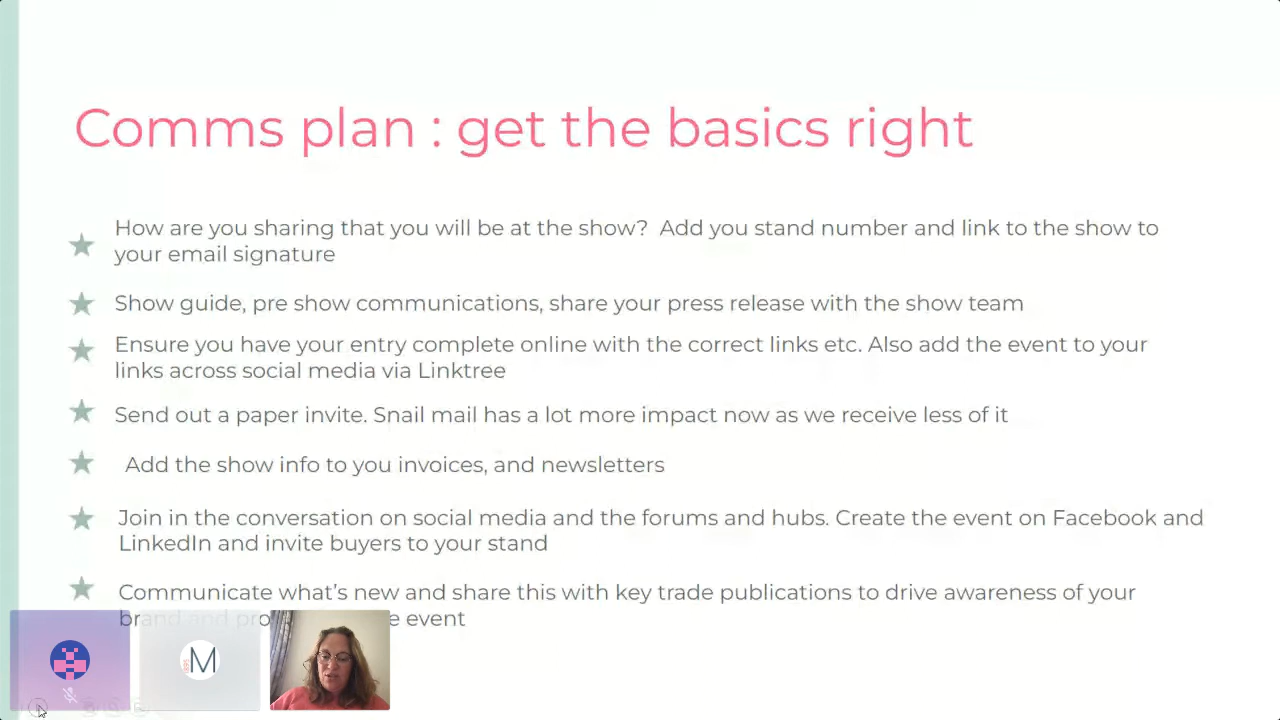 Comms plan : get the basics right
How are you sharing that you will be at the show?  Add you stand number and link to the show to
your email signature
Show guide, pre show communications, share your press release with the show team
Ensure you have your entry complete online with the correct links etc. Also add the event to your
links across social media via Linktree
Send out a paper invite. Snail mail has a lot more impact now as we receive less of it
Add the show info to you invoices, and newsletters
Join in the conversation on social media and the forums and hubs. Create the event on Facebook and
LinkedIn and invite buyers to your stand
Communicate what's new and share this with key trade publications to drive awareness of your
brand and event
M